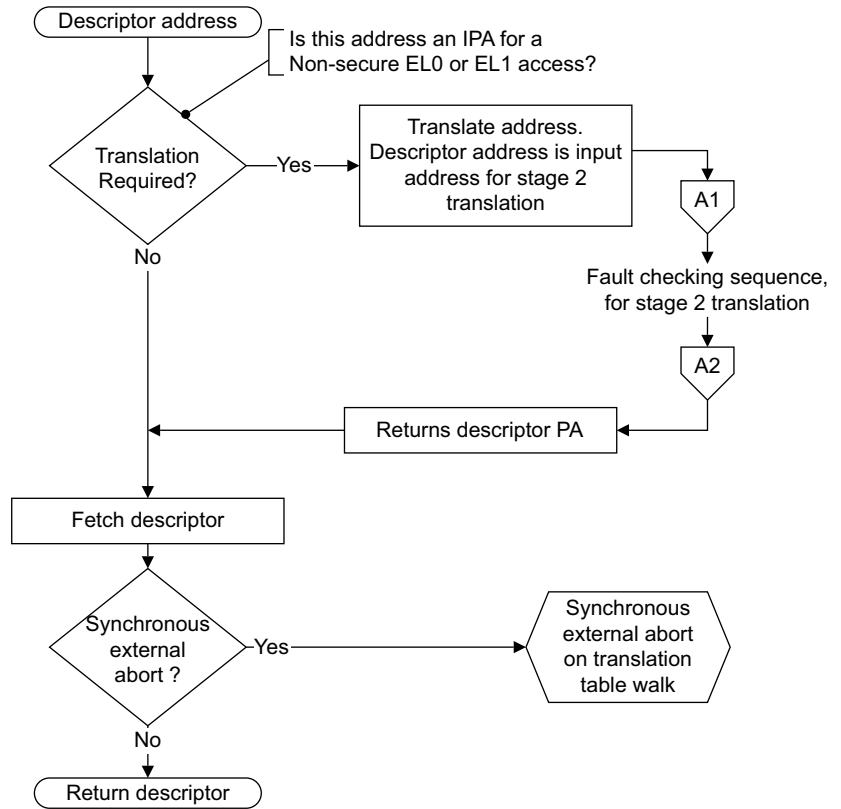 Descriptor address
Is this address an IPA for a
Non-secure EL0 or EL1 access?
Translation
Required?
Yes
Translate address.
Descriptor address is input
address for stage 2
translation
A1
No
Fault checking sequence,
for stage 2 translation
A2
Returns descriptor PA
Fetch descriptor
Synchronous
external
abort ?
Yes
Synchronous
external abort
on translation
table walk
No
Return descriptor